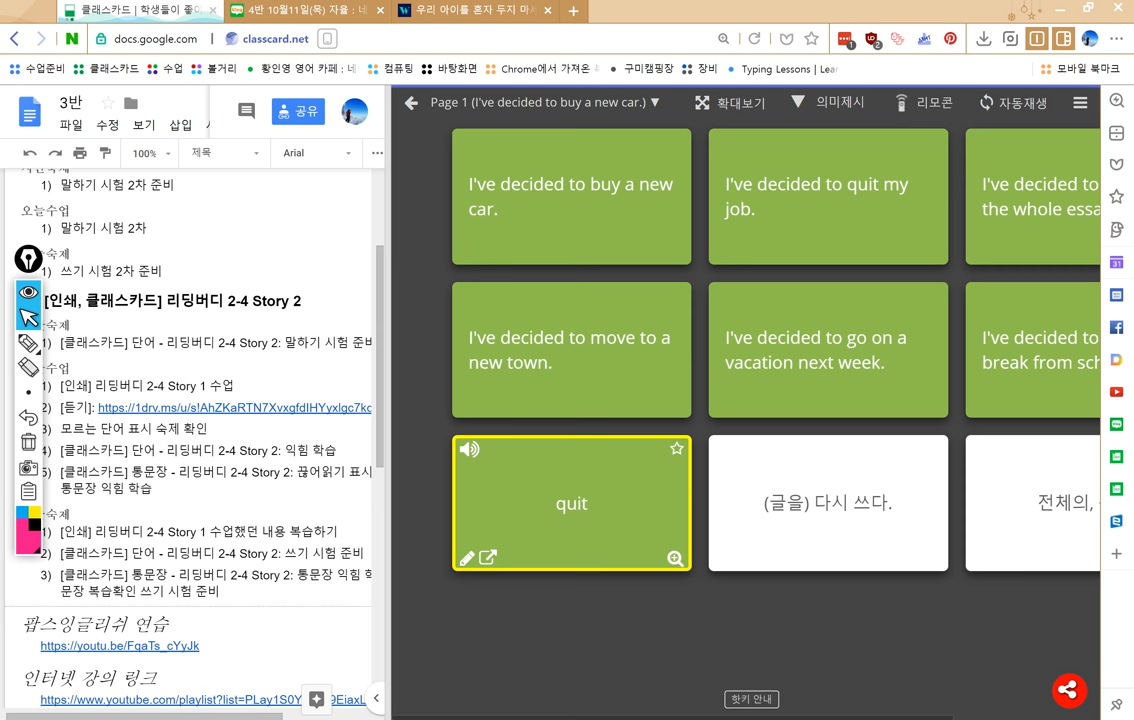 클래스카드 | 학생들이 좋아
4반 10월11일(목) 자율 : 네
우리 아이를 혼자 두지 마세
docs.google.com
classcard.net
수업준비
클래스카드
수업
볼거리
황인영 영어 카페 : 네
컴퓨팅
바탕화면
Chrome에서 가져온
구미캠핑장
장비
Typing Lessons | Lear
모바일 북마크
3반
파일 수정 보기 삽입
공유
100%
제목
Arial
1) 말하기 시험 2차 준비
오늘수업
1) 말하기 시험 2차
숙제
1) 쓰기 시험 2차 준비
[인쇄, 클래스카드] 리딩버디 2-4 Story 2
숙제
1) [클래스카드] 단어 - 리딩버디 2-4 Story 2: 말하기 시험 준비
수업
1) [인쇄] 리딩버디 2-4 Story 1 수업
2) [듣기]: https://1drv.ms/u/s!AhZKaRTN7XvxgfdIHYyxlgc7kc
3) 모르는 단어 표시 숙제 확인
4) [클래스카드] 단어 - 리딩버디 2-4 Story 2: 익힘 학습
5) [클래스카드] 통문장 - 리딩버디 2-4 Story 2: 끊어읽기 표시
통문장 익힘 학습
숙제
1) [인쇄] 리딩버디 2-4 Story 1 수업했던 내용 복습하기
2) [클래스카드] 단어 - 리딩버디 2-4 Story 2: 쓰기 시험 준비
3) [클래스카드] 통문장 - 리딩버디 2-4 Story 2: 통문장 익힘 학
문장 복습확인 쓰기 시험 준비
팝스잉글리쉬 연습
https://youtu.be/FqaTs_cYyJk
인터넷 강의 링크
https://www.youtube.com/playlist?list=PLay1S0Y
9EiaxL
Page 1 (I've decided to buy a new car.) ▼
확대보기
의미제시
리모콘
자동재생
I've decided to buy a new
car.
I've decided to quit my
job.
I've decided to
the whole essa
I've decided to move to a
new town.
I've decided to go on a
vacation next week.
I've decided to
break from sch
quit
(글을) 다시 쓰다.
전체의,
핫키 안내